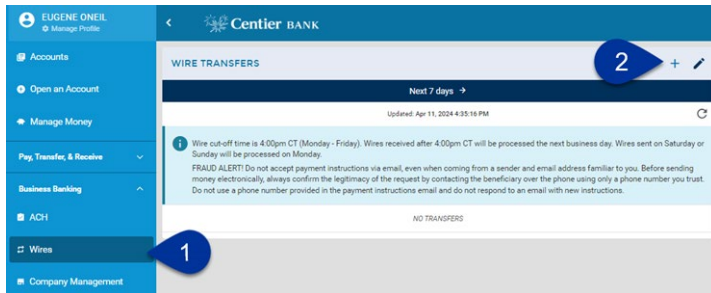 EUGENE ONEIL
Manage Profile
Accounts
Open an Account
Manage Money
Pay, Transfer, & Receive
Business Banking
ACH
Wires
Company Management
Centier BANK
WIRE TRANSFERS
Next 7 days →
Updated: Apr 11, 2024 4:35:16 PM
Wire cut-off time is 4:00pm CT (Monday - Friday). Wires received after 4:00pm CT will be processed the next business day. Wires sent on Saturday or
Sunday will be processed on Monday.
FRAUD ALERT! Do not accept payment instructions via email, even when coming from a sender and email address familiar to you. Before sending
money electronically, always confirm the legitimacy of the request by contacting the beneficiary over the phone using only a phone number you trust.
Do not use a phone number provided in the payment instructions email and do not respond to an email with new instructions.
NO TRANSFERS
1
2